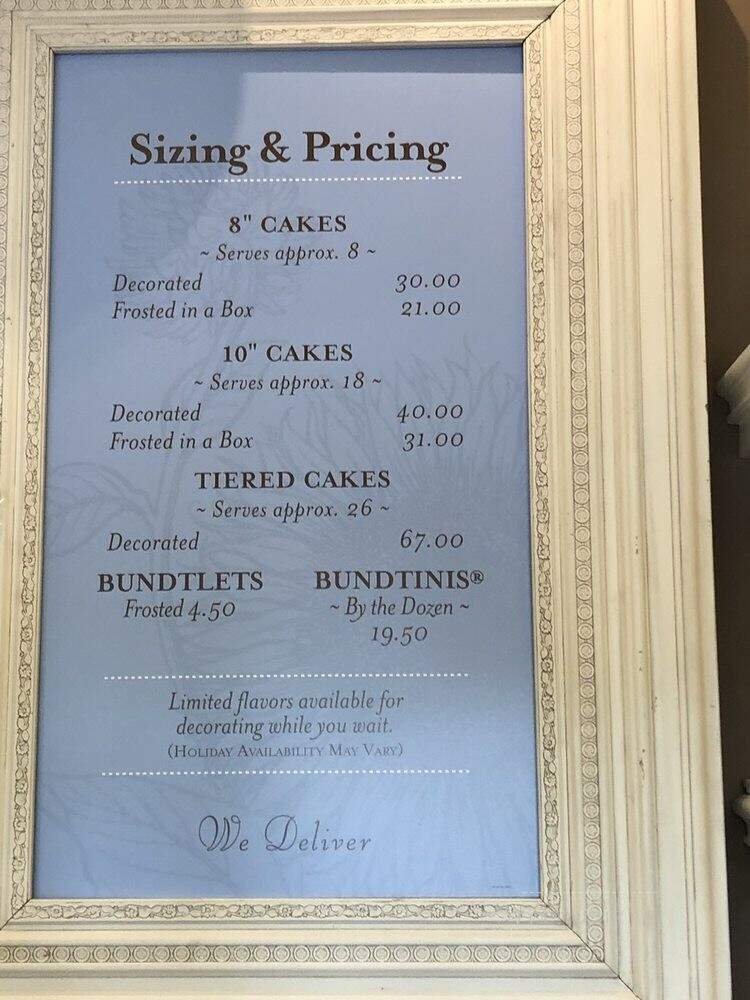 Sizing & Pricing
8" CAKES
~ Serves approx. 8 ~
Decorated 30.00
Frosted in a Box 21.00
10" CAKES
~ Serves approx. 18 ~
Decorated 40.00
Frosted in a Box 31.00
TIERED CAKES
~ Serves approx. 26 ~
Decorated 67.00
BUNDTLETS BUNDTINIS®
Frosted 4.50 ~ By the Dozen ~
19.50
Limited flavors available for
decorating while you wait.
(Holiday Availability May Vary)
We Deliver